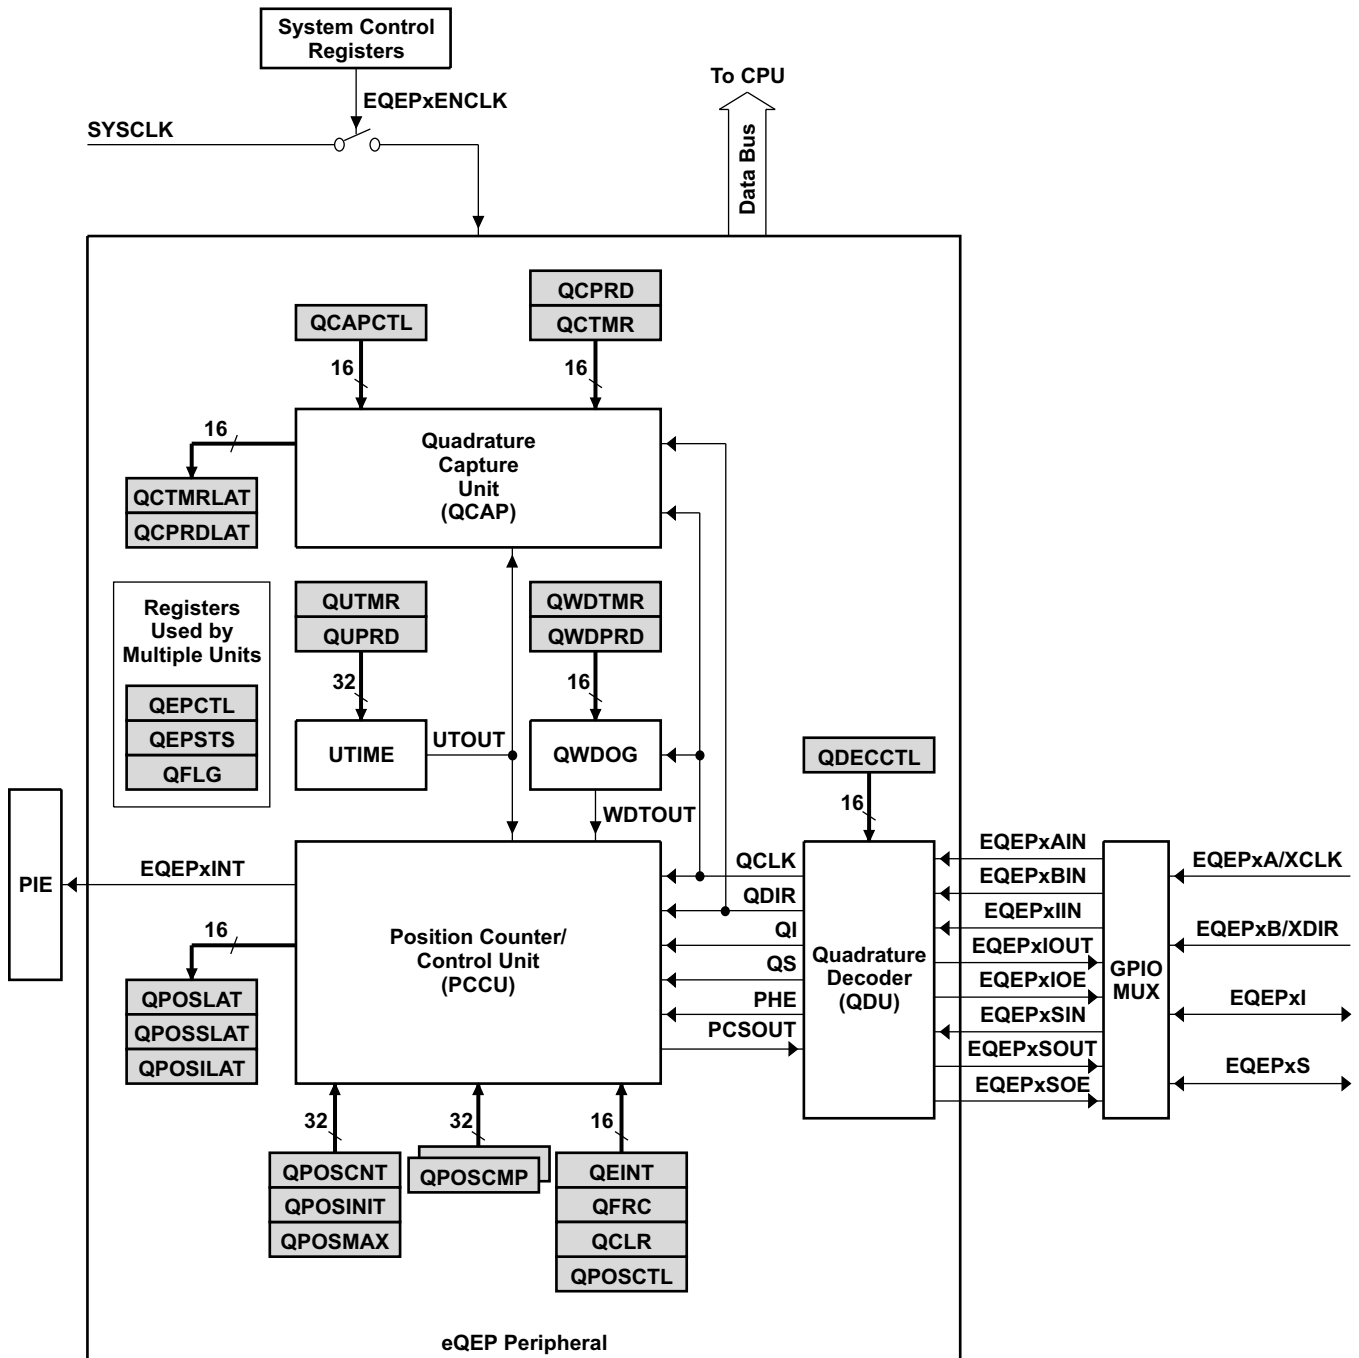 System Control
Registers
To CPU
EQEPxENCLK
SYSCLK
Data Bus
QCPRD
QCAPCTL
QCTMR
16
16
16
Quadrature
Capture
Unit
(QCAP)
QCTMRLAT
QCPRDLAT
Registers
Used by
Multiple Units
QEPCTL
QEPSTS
QFLG
QUTMR
QUPRD
QWDTMR
QWDPRD
32
16
UTIME
UTOUT
QWDOG
QDECCTL
WDTOUT
16
PIE
EQEPxINT
16
Position Counter/
Control Unit
(PCCU)
QCLK
QDIR
QI
QS
PHE
PCSOUT
Quadrature
Decoder
(QDU)
EQEPxAIN
EQEPxBIN
EQEPxIIN
EQEPxIOUT
EQEPxIOE
EQEPxSIN
EQEPxSOUT
EQEPxSOE
GPIO
MUX
EQEPxA/XCLK
EQEPxB/XDIR
EQEPxI
EQEPxS
QPOSLAT
QPOSSLAT
QPOSILAT
32
32
16
QPOSCNT
QPOSINIT
QPOSMAX
QPOSCMP
QEINT
QFRC
QCLR
QPOSCTL
eQEP Peripheral